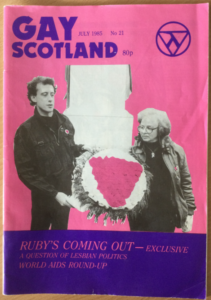 GAY
SCOTLAND
JULY 1985 No 21
80p
RUBY'S COMING OUT — EXCLUSIVE
A QUESTION OF LESBIAN POLITICS
WORLD AIDS ROUND-UP